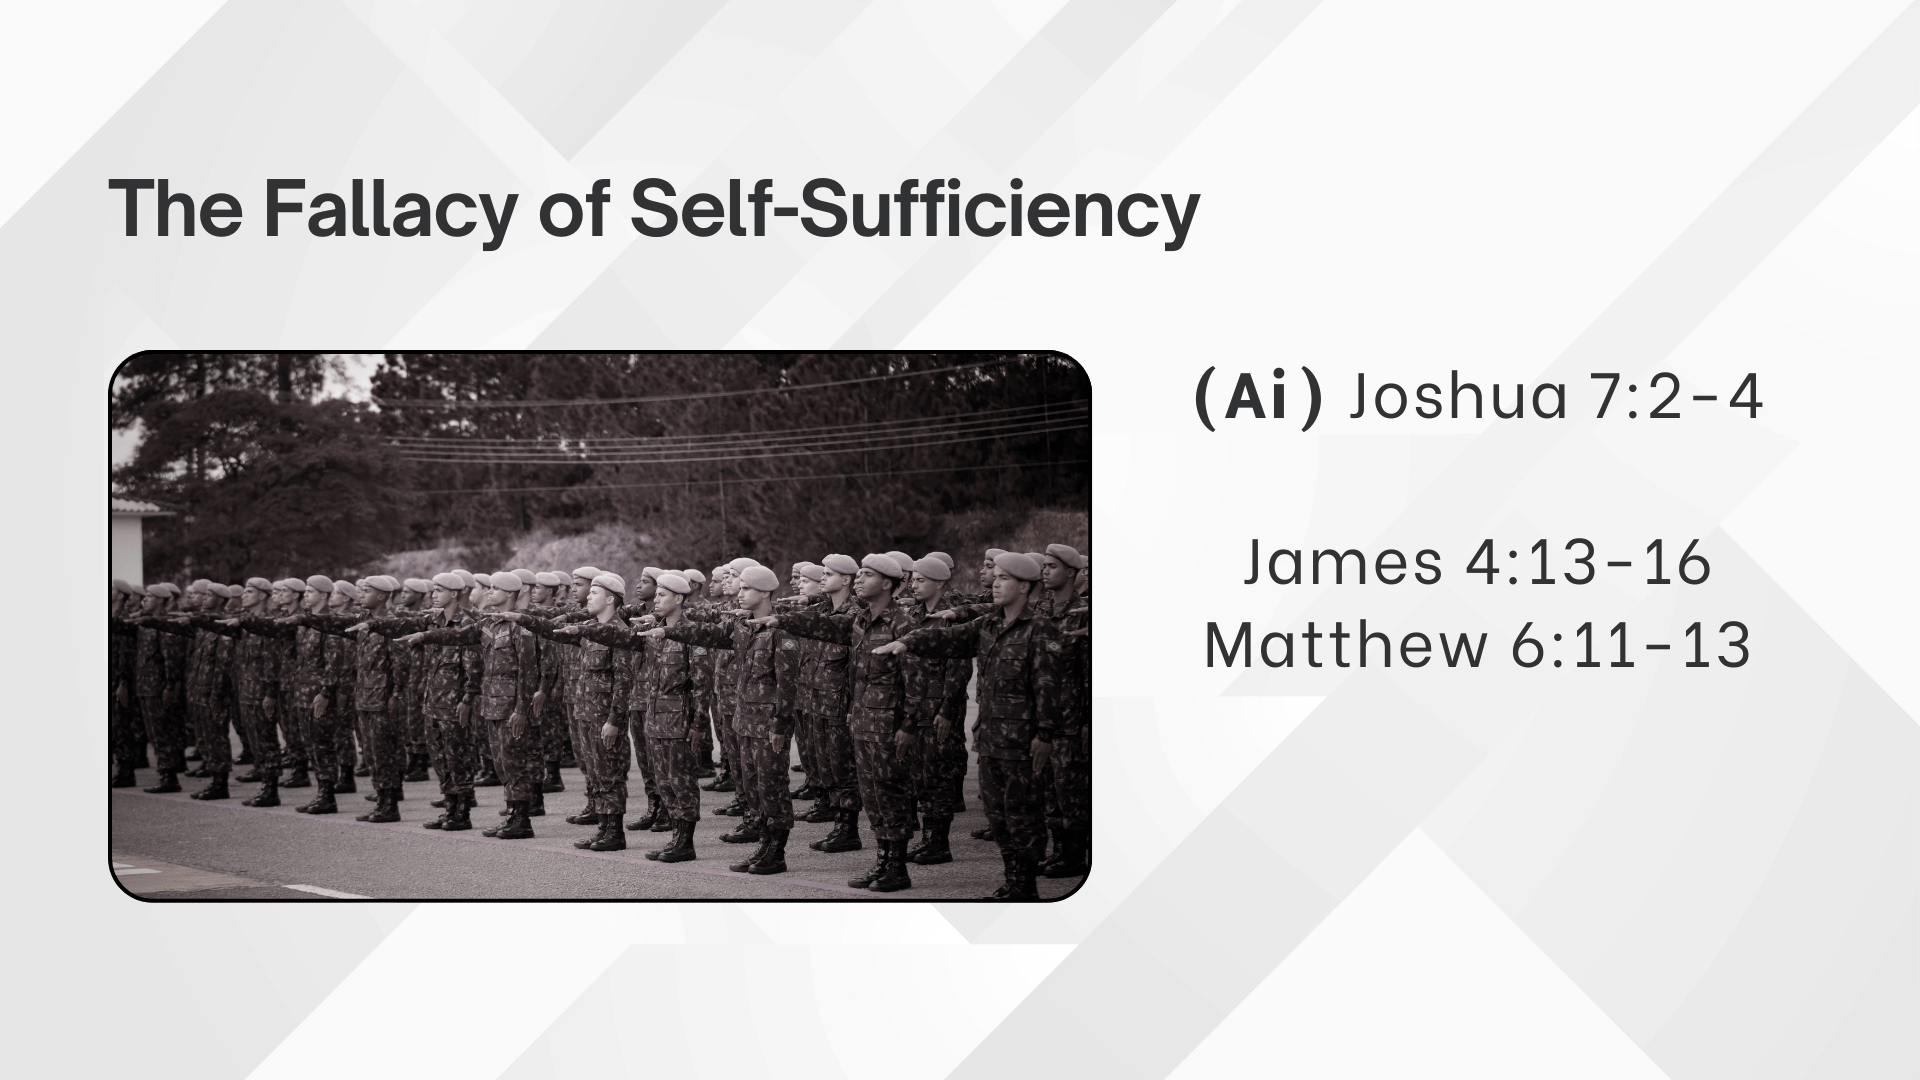 The Fallacy of Self-Sufficiency
(Ai) Joshua 7:2-4
James 4:13-16
Matthew 6:11-13